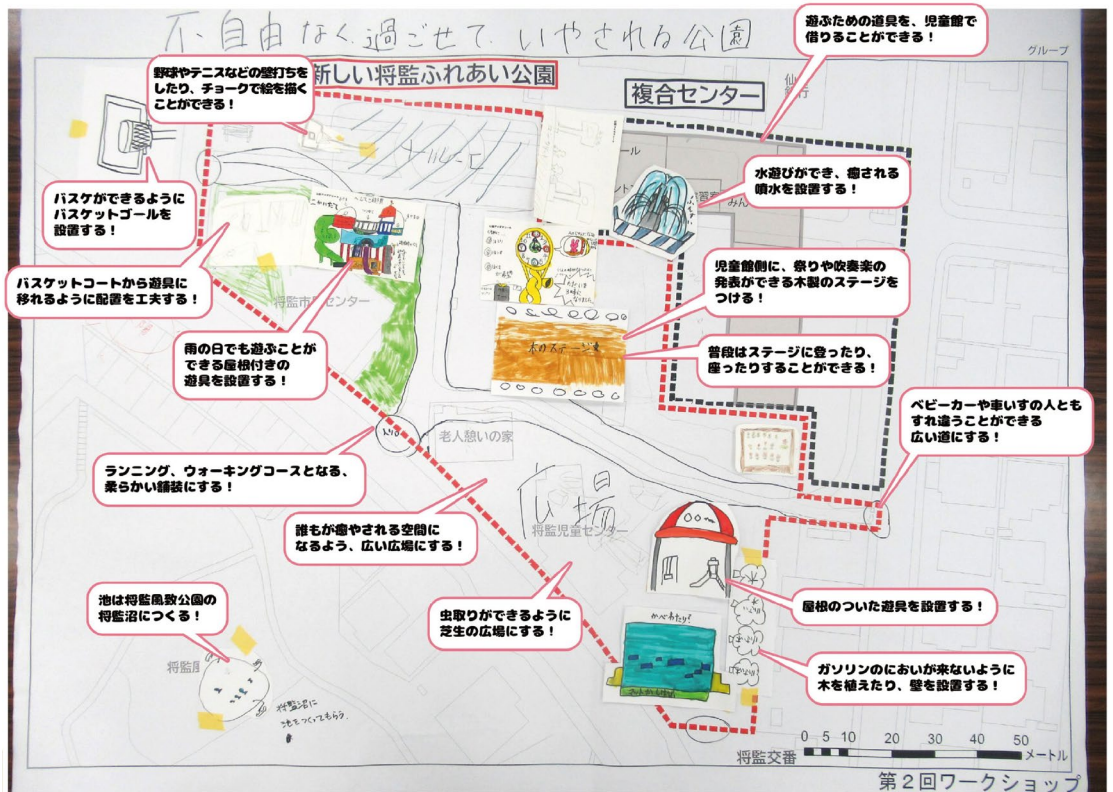 不自由なく過ごせて いやされる公園
グループ
新しい将監ふれあい公園
複合センター
遊ぶための道具を、児童館で
借りることができる！
野球やテニスなどの壁打ちを
したり、チョークで絵を描く
ことができる！
バスケができるように
バスケットゴールを
設置する！
水遊びができ、癒される
噴水を設置する！
バスケットコートから遊具に
移れるように配置を工夫する！
児童館側に、祭りや吹奏楽の
発表ができる木製のステージを
つける！
将監市民センター
木のステージ
雨の日でも遊ぶことが
できる屋根付きの
遊具を設置する！
普段はステージに登ったり、
座ったりすることができる！
ベビーカーや車いすの人とも
すれ違うことができる
広い道にする！
入り口
老人憩いの家
ランニング、ウォーキングコースとなる、
柔らかい舗装にする！
広場
将監児童センター
誰もが癒やされる空間に
なるよう、広い広場にする！
池は将監風致公園の
将監沼につくる！
虫取りができるように
芝生の広場にする！
屋根のついた遊具を設置する！
かべわたり！
ガソリンのにおいが来ないように
木を植えたり、壁を設置する！
将監沼に
池をつくってもらう。
将監交番
0 5 10 20 30 40 50
メートル
第２回ワークショップ